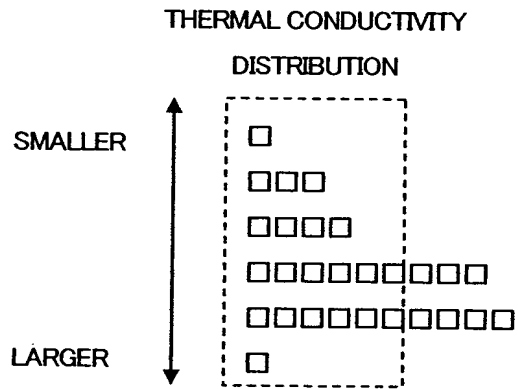 THERMAL CONDUCTIVITY
DISTRIBUTION
SMALLER
LARGER